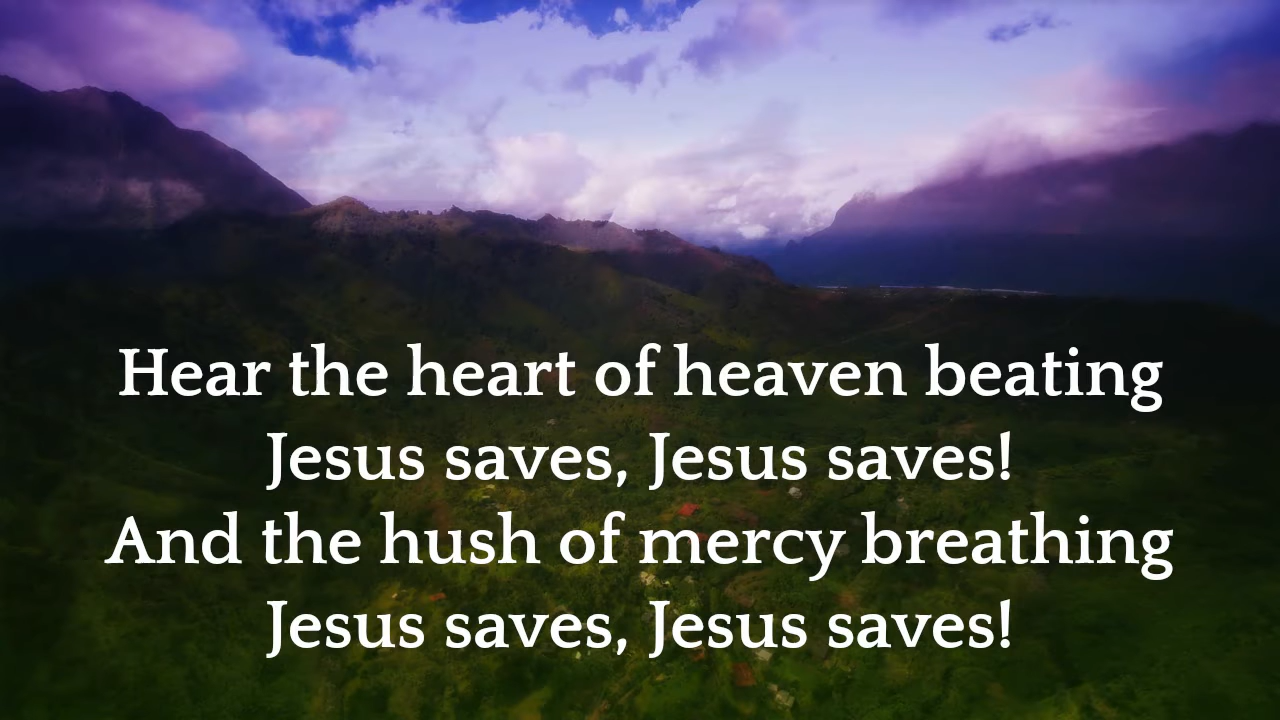 Hear the heart of heaven beating
Jesus saves, Jesus saves!
And the hush of mercy breathing
Jesus saves, Jesus saves!